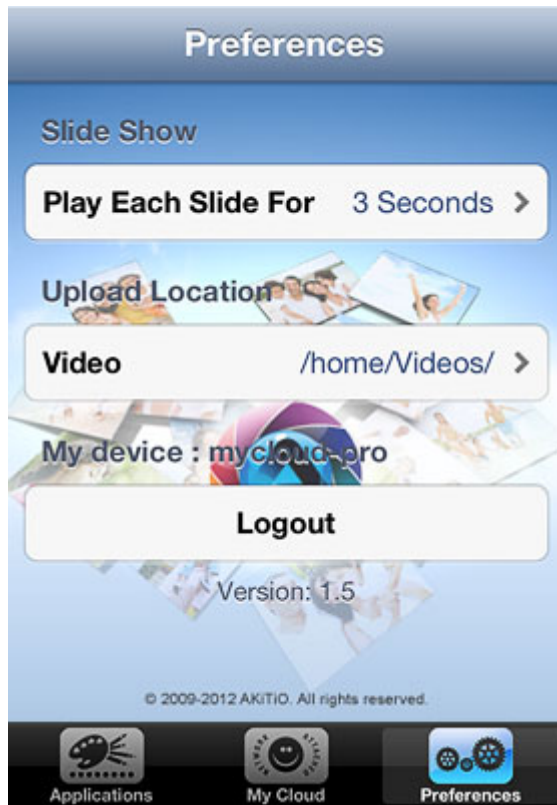 Preferences
Slide Show
Play Each Slide For 3 Seconds
Upload Location
Video /home/Videos/
My device : mycloud-pro
Logout
Version: 1.5
© 2009-2012 AKiTiO. All rights reserved.
Applications My Cloud Preferences